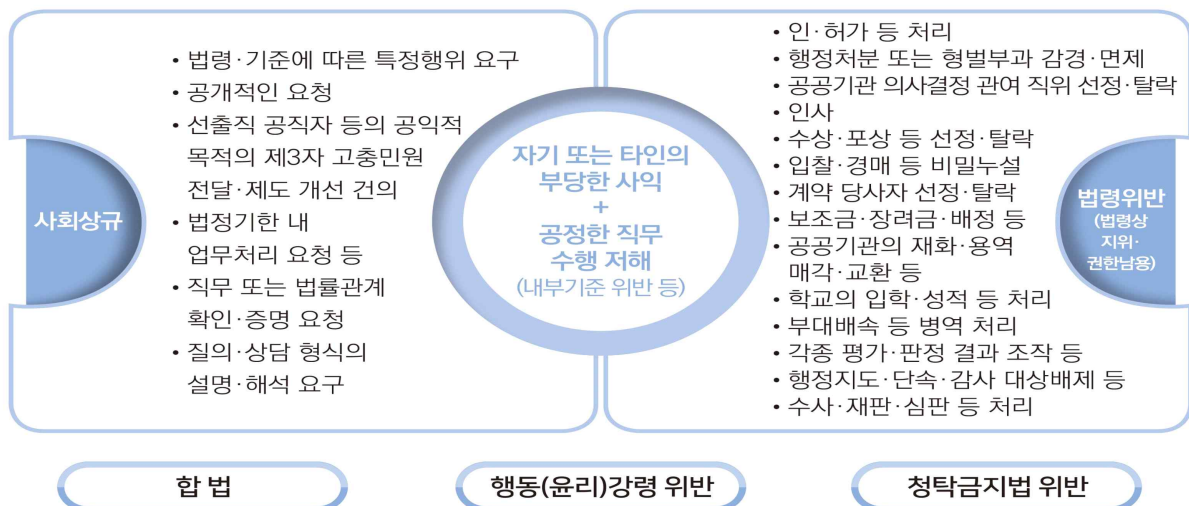 사회상규
• 법령·기준에 따른 특정행위 요구
• 공개적인 요청
• 선출직 공직자 등의 공익적
목적의 제3자 고충민원
전달·제도 개선 건의
• 법정기한 내
업무처리 요청 등
• 직무 또는 법률관계
확인·증명 요청
• 질의·상담 형식의
설명·해석 요구
자기 또는 타인의
부당한 사익
+
공정한 직무
수행 저해
(내부기준 위반 등)
• 인·허가 등 처리
• 행정처분 또는 형벌부과 감경·면제
• 공공기관 의사결정 관여 직위 선정·탈락
• 인사
• 수상·포상 등 선정·탈락
• 입찰·경매 등 비밀누설
• 계약 당사자 선정·탈락
• 보조금·장려금·배정 등
• 공공기관의 재화·용역
매각·교환 등
• 학교의 입학·성적 등 처리
• 부대배속 등 병역 처리
• 각종 평가·판정 결과 조작 등
• 행정지도·단속·감사 대상배제 등
• 수사·재판·심판 등 처리
법령위반
(법령상
지위·
권한남용)
합 법
행동(윤리)강령 위반
청탁금지법 위반